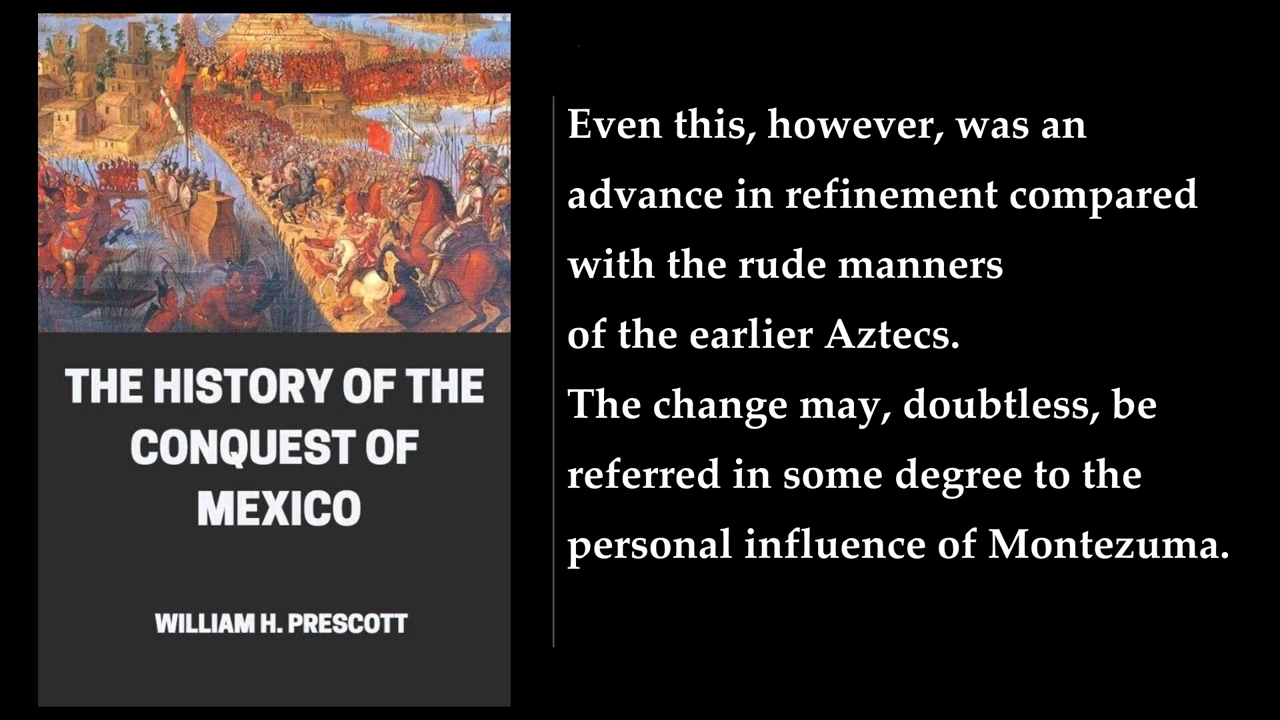 THE HISTORY OF THE
CONQUEST OF
MEXICO
WILLIAM H. PRESCOTT
Even this, however, was an
advance in refinement compared
with the rude manners
of the earlier Aztecs.
The change may, doubtless, be
referred in some degree to the
personal influence of Montezuma.